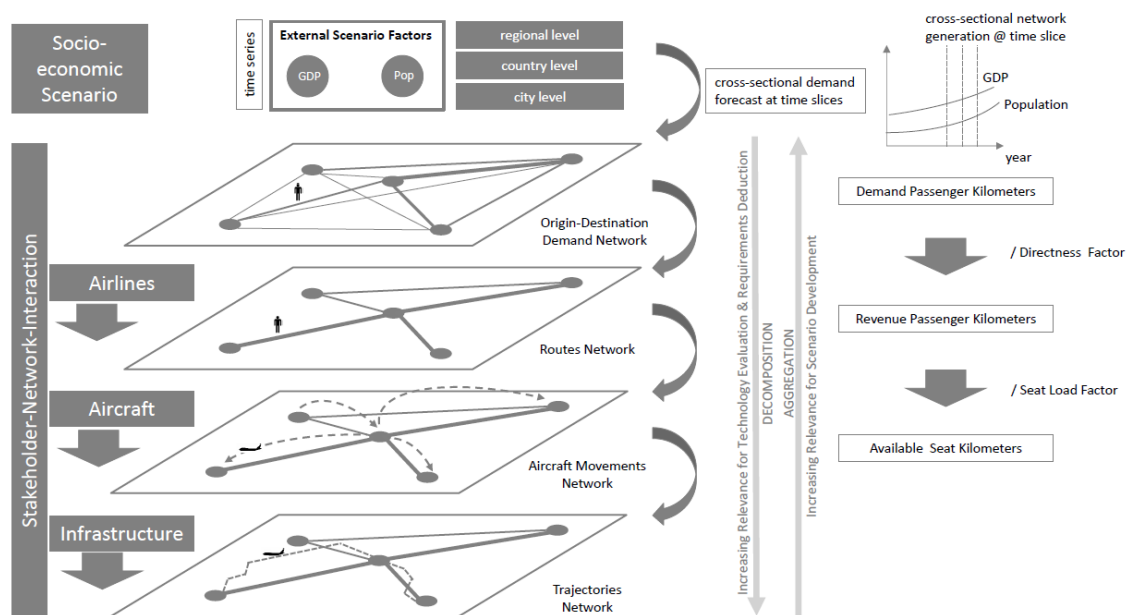 Socio-
economic
Scenario
time series
External Scenario Factors
GDP
Pop
regional level
country level
city level
cross-sectional demand
forecast at time slices
cross-sectional network
generation @ time slice
GDP
Population
year
Stakeholder-Network-Interaction
Origin-Destination
Demand Network
Airlines
Routes Network
Aircraft
Aircraft Movements
Network
Infrastructure
Trajectories
Network
Increasing Relevance for Technology Evaluation & Requirements Deduction
DECOMPOSITION
AGGREGATION
Increasing Relevance for Scenario Development
Demand Passenger Kilometers
/ Directness Factor
Revenue Passenger Kilometers
/ Seat Load Factor
Available Seat Kilometers